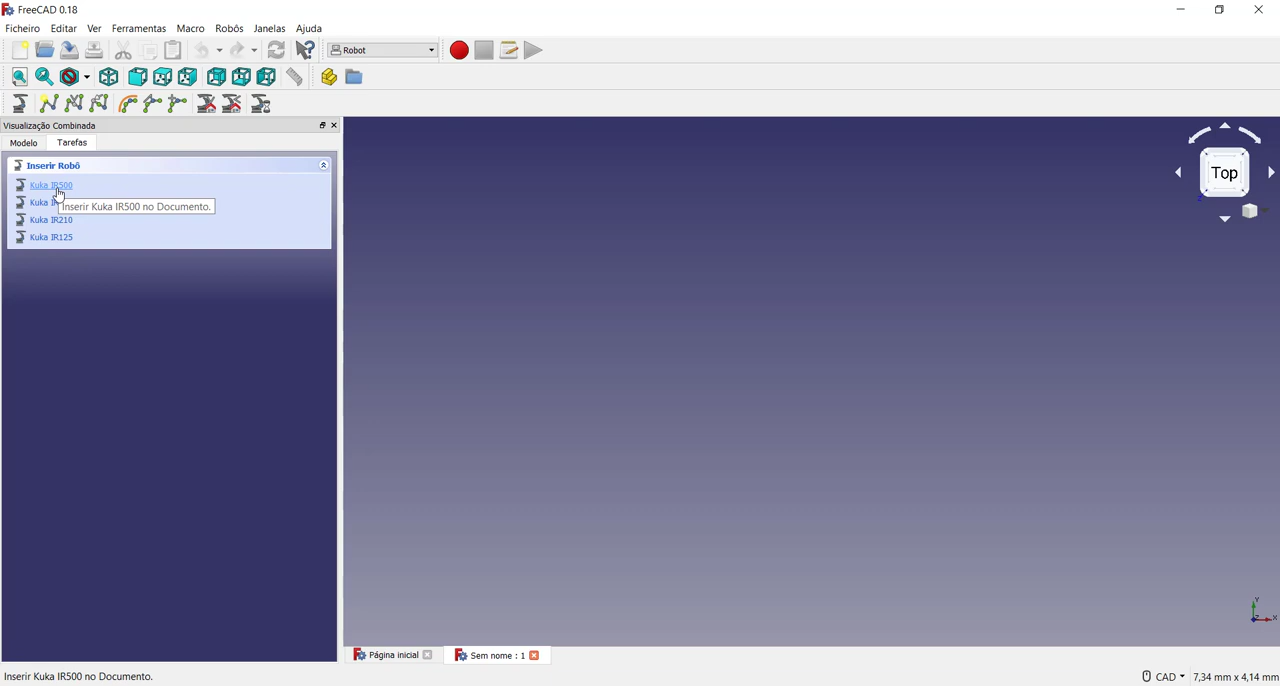 FreeCAD 0.18
Ficheiro Editar Ver Ferramentas Macro Robôs Janelas Ajuda
Robot
Visualização Combinada
Modelo Tarefas
Inserir Robô
Kuka IR500
Kuka
Inserir Kuka IR500 no Documento.
Kuka IR210
Kuka IR125
Top
Z
Y
X
Z
Página inicial Sem nome : 1
Inserir Kuka IR500 no Documento. CAD 7,34 mm x 4,14 mm